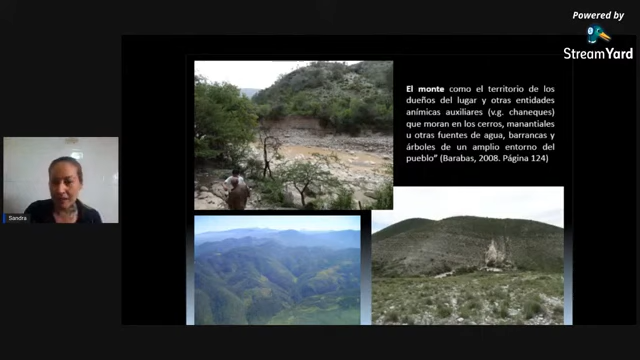 Powered by
StreamYard
El monte como el territorio de los
dueños del lugar y otras entidades
anímicas auxiliares (v.g. chaneques)
que moran en los cerros, manantiales
u otras fuentes de agua, barrancas y
árboles de un amplio entorno del
pueblo" (Barabas, 2008. Página 124)
Sandra